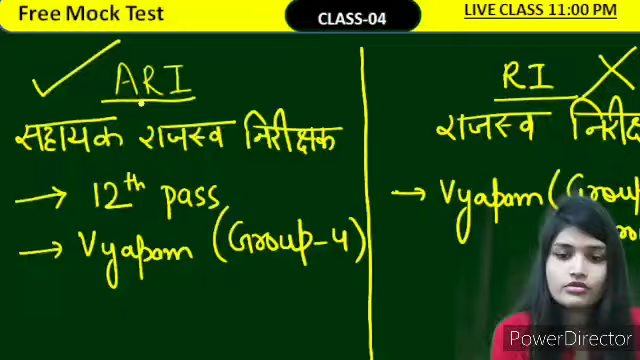 Free Mock Test
CLASS-04
LIVE CLASS 11:00 PM
ARI
सहायक राजस्व निरीक्षक
→ 12th pass
→ Vyapam (Group-4)
RI
राजस्व
→ Vyapam (
PowerDirector